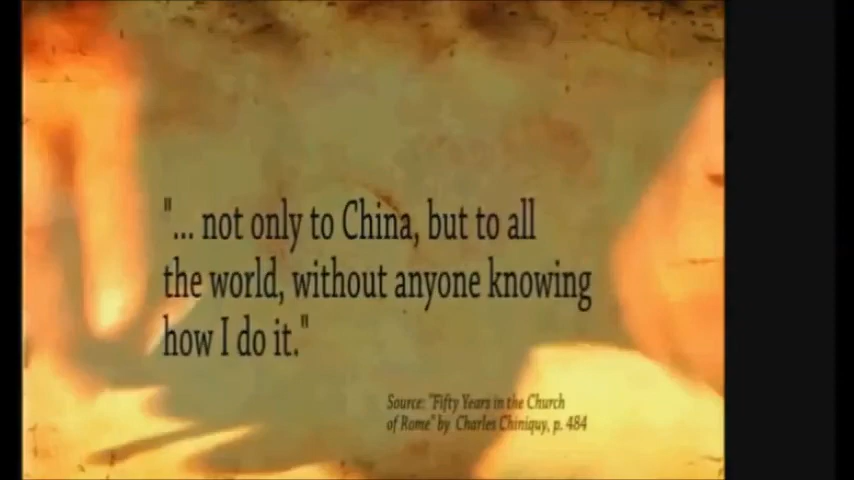 "... not only to China, but to all
the world, without anyone knowing
how I do it."
Source: "Fifty Years in the Church
of Rome" by Charles Chiniquy, p. 484